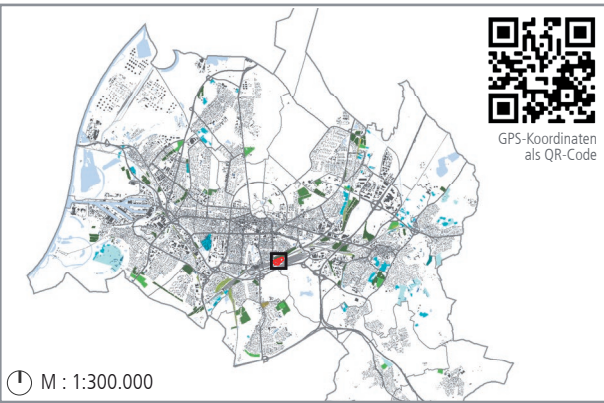 GPS-Koordinaten
als QR-Code
M : 1:300.000